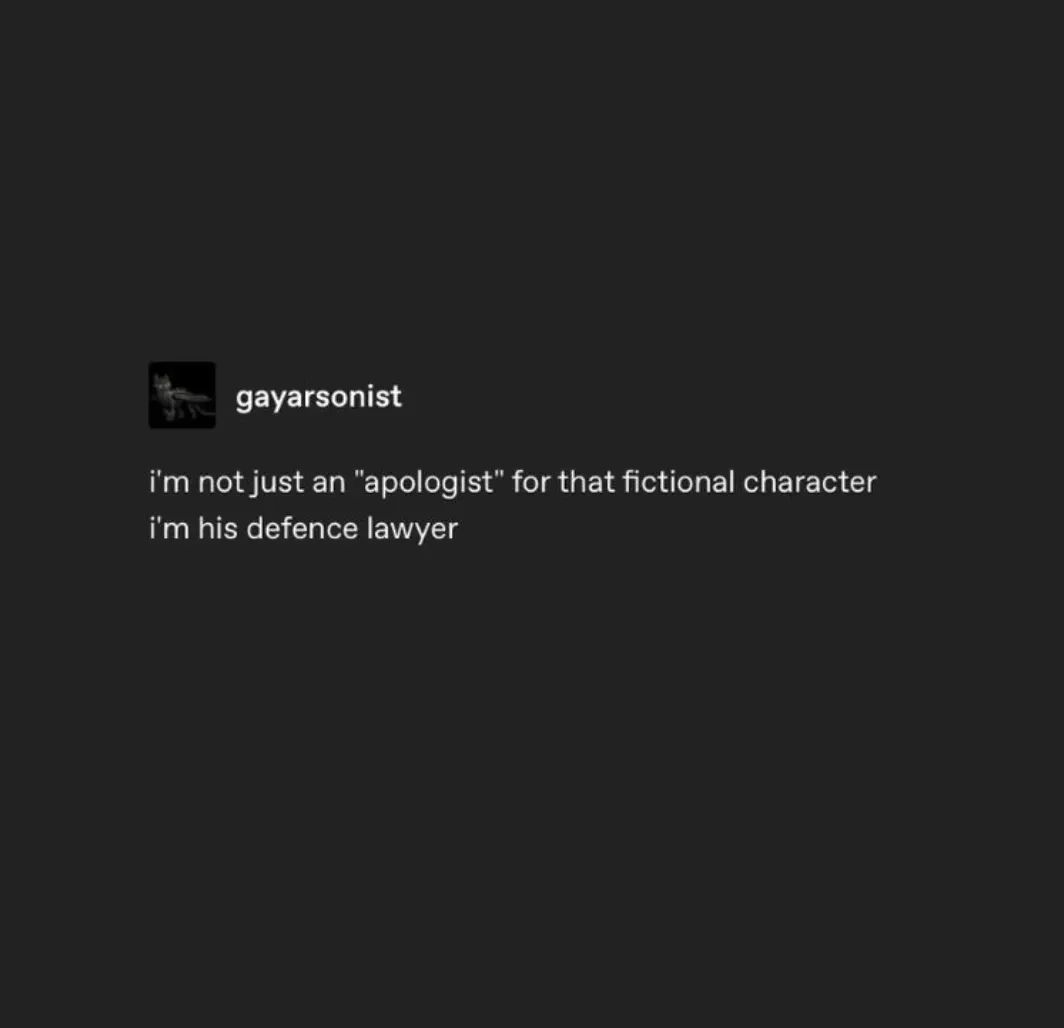 gayarsonist
i'm not just an "apologist" for that fictional character
i'm his defence lawyer